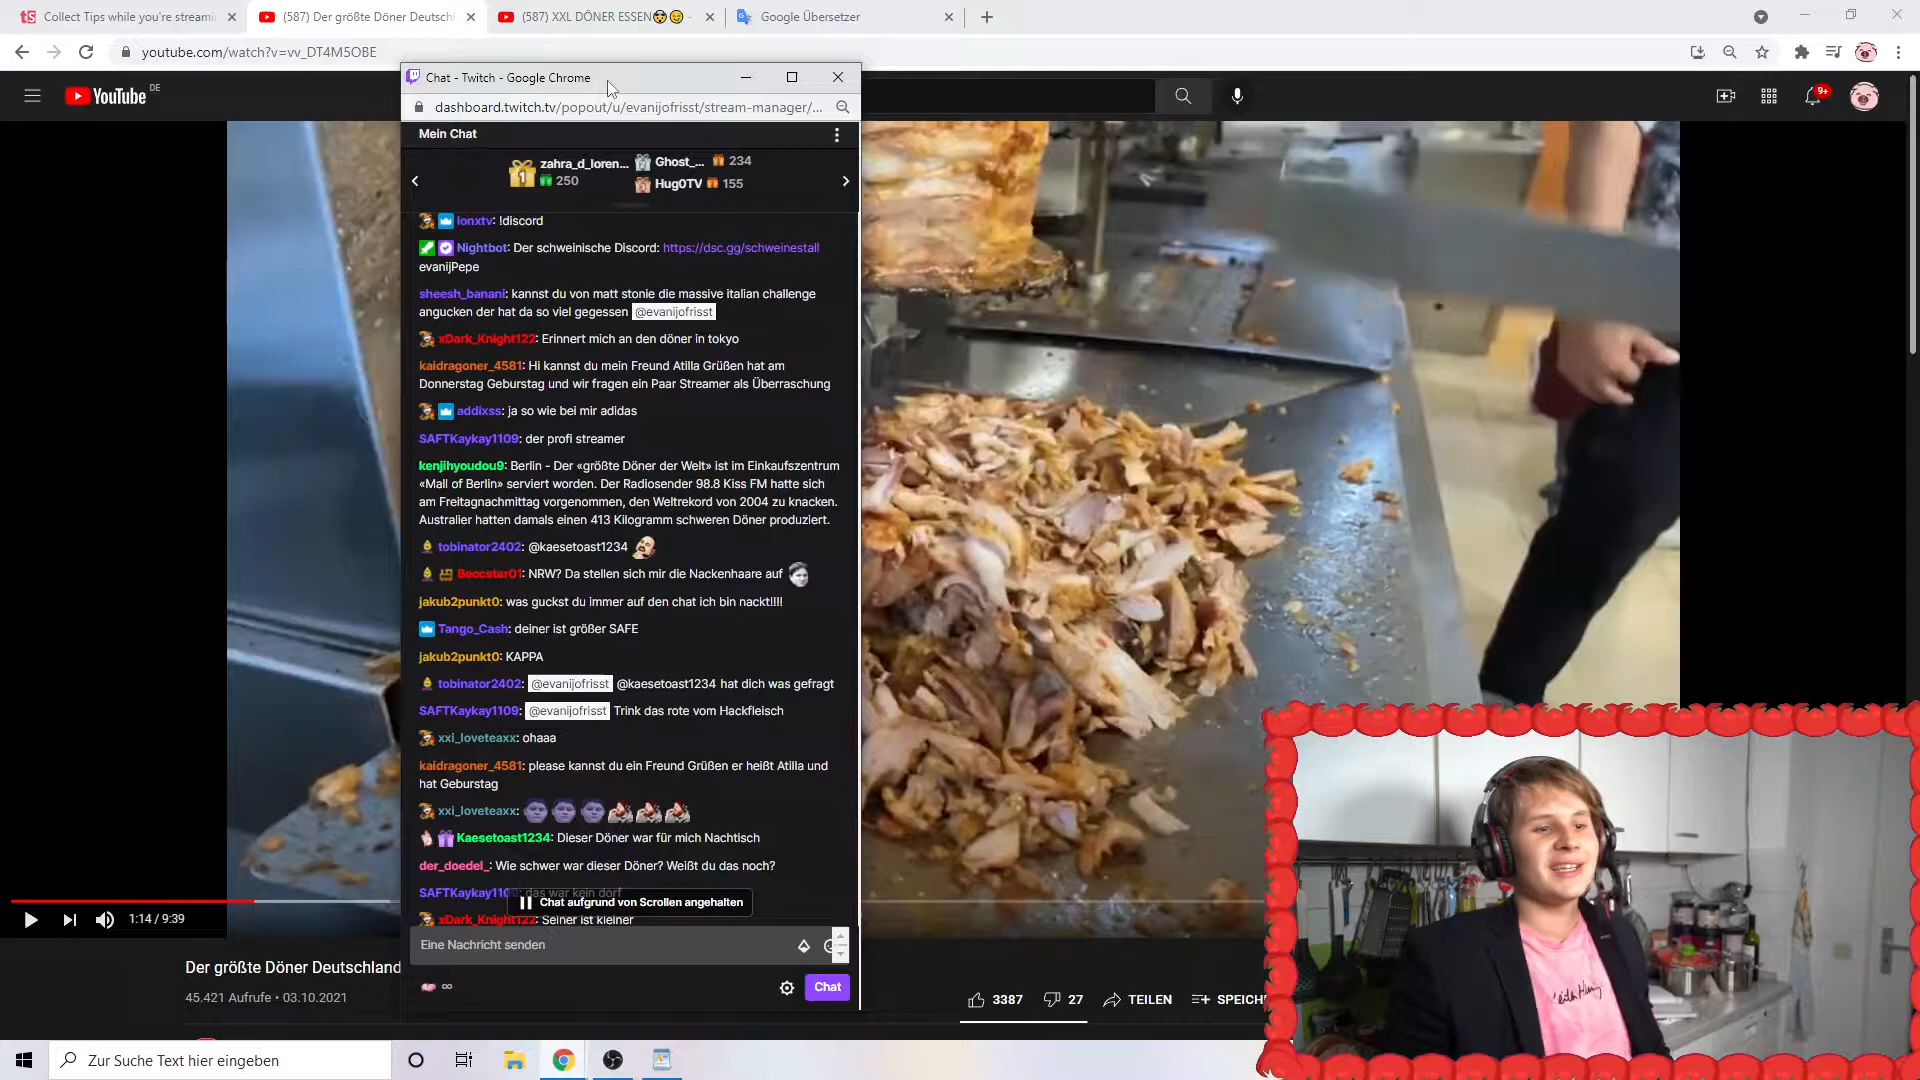 Collect Tips while you're streami
(587) Der größte Döner Deutschl
(587) XXL DÖNER ESSEN🤯😏 -
Google Übersetzer
youtube.com/watch?v=vv_DT4M5OBE
Chat - Twitch - Google Chrome
dashboard.twitch.tv/popout/u/evanijofrisst/stream-manager/...
YouTube DE
9+
Mein Chat
zahra_d_loren... 250
Ghost_... 234
Hug0TV 155
ionxtv: !discord
Nightbot: Der schweinische Discord: https://dsc.gg/schweinestall
evanijPepe
sheesh_banani: kannst du von matt stonie die massive italian challenge
angucken der hat da so viel gegessen @evanijofrisst
xDark_Knight122: Erinnert mich an den döner in tokyo
kaidragoner_4581: Hi kannst du mein Freund Atilla Grüßen hat am
Donnerstag Geburstag und wir fragen ein Paar Streamer als Überraschung
addixss: ja so wie bei mir adidas
SAFTKaykay1109: der profi streamer
kenjihyoudou9: Berlin - Der «größte Döner der Welt» ist im Einkaufszentrum
«Mall of Berlin» serviert worden. Der Radiosender 98.8 Kiss FM hatte sich
am Freitagnachmittag vorgenommen, den Weltrekord von 2004 zu knacken.
Australier hatten damals einen 413 Kilogramm schweren Döner produziert.
tobinator2402: @kaesetoast1234
Beccstar01: NRW? Da stellen sich mir die Nackenhaare auf
jakub2punkt0: was guckst du immer auf den chat ich bin nackt!!!!
Tango_Cash: deiner ist größer SAFE
jakub2punkt0: KAPPA
tobinator2402: @evanijofrisst @kaesetoast1234 hat dich was gefragt
SAFTKaykay1109: @evanijofrisst Trink das rote vom Hackfleisch
xxi_loveteaxx: ohaaa
kaidragoner_4581: please kannst du ein Freund Grüßen er heißt Atilla und
hat Geburstag
xxi_loveteaxx:
Kaesetoast1234: Dieser Döner war für mich Nachtisch
der_doedel_: Wie schwer war dieser Döner? Weißt du das noch?
SAFTKaykay1109: das war kein dorf
Chat aufgrund von Scrollen angehalten
xDark_Knight122: Seiner ist kleiner
Eine Nachricht senden
∞
Chat
1:14 / 9:39
Der größte Döner Deutschland
45.421 Aufrufe • 03.10.2021
3387
27
TEILEN
SPEICHE
Zur Suche Text hier eingeben